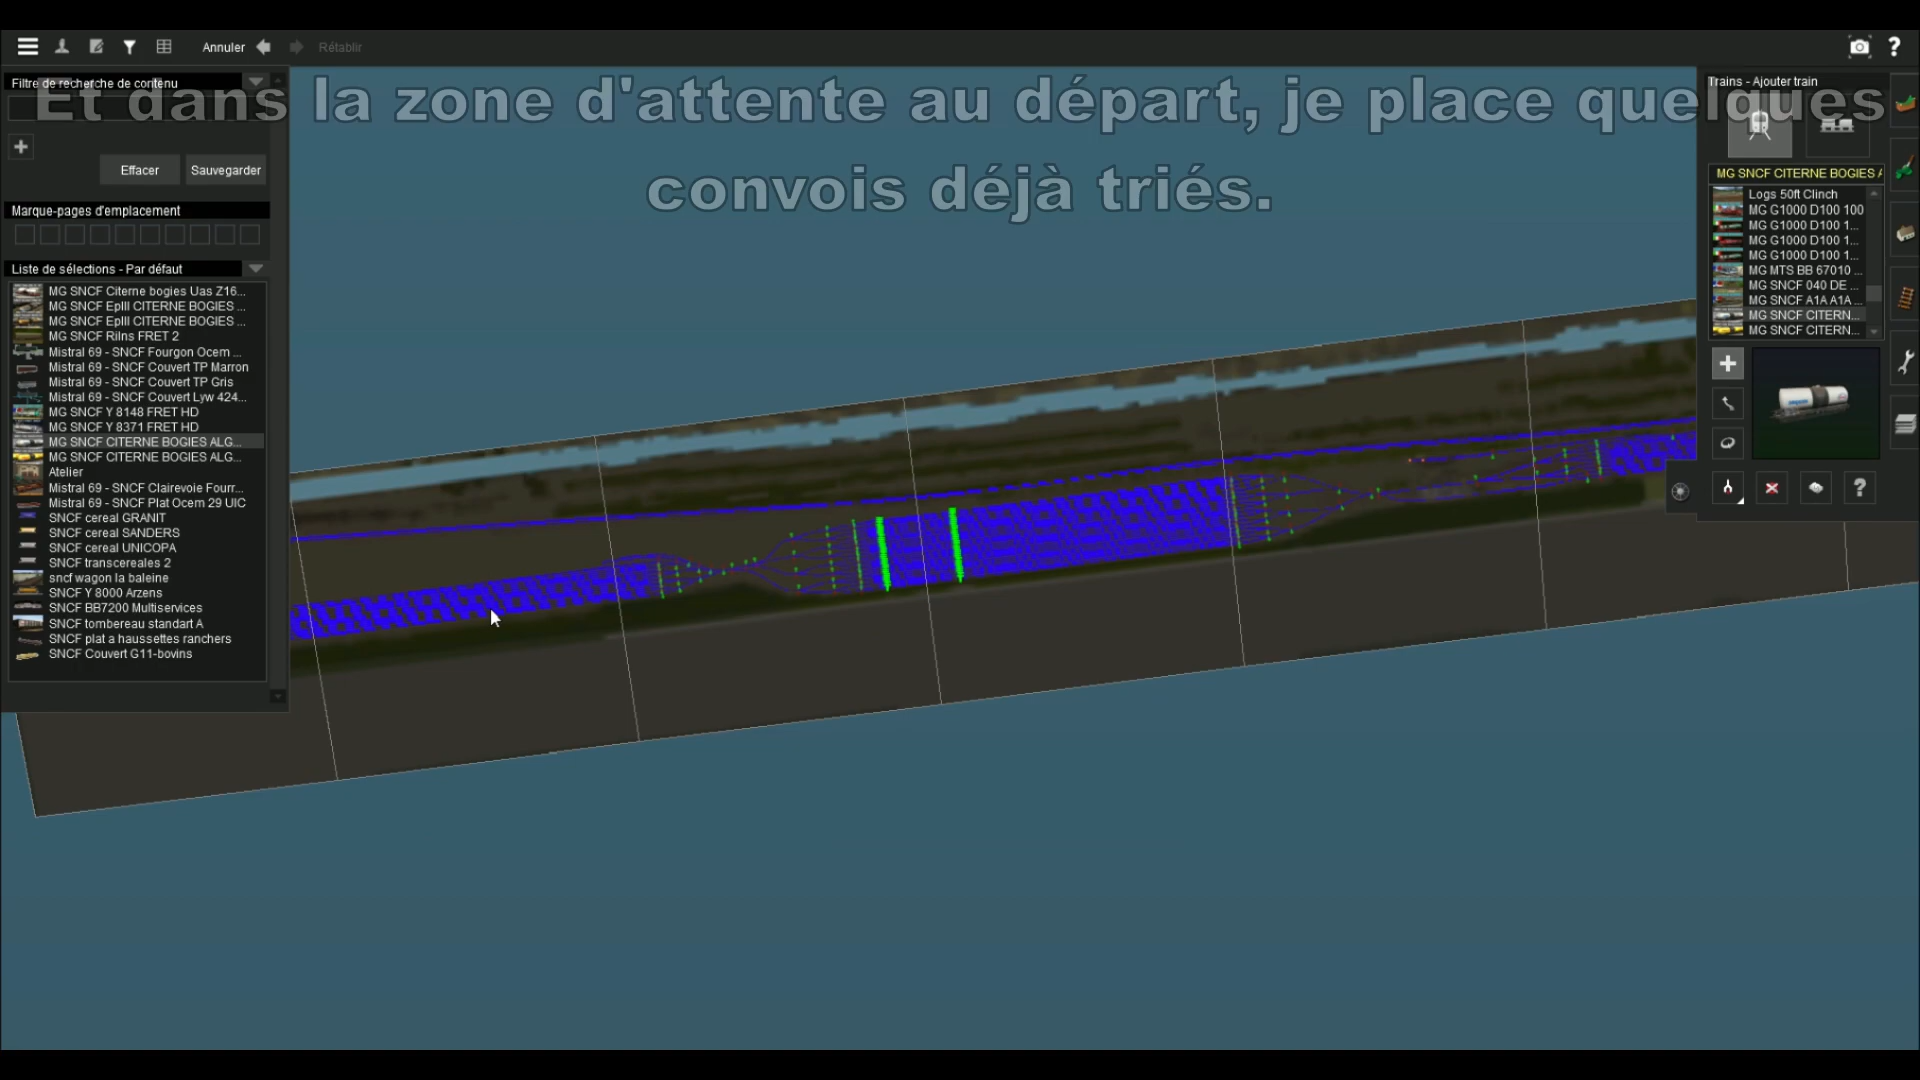 Annuler
Rétablir
?
Filtre de recherche de contenu
Et dans la zone d'attente au départ, je place quelques
convois déjà triés.
Effacer
Sauvegarder
Marque-pages d'emplacement
Liste de sélections - Par défaut
MG SNCF Citerne bogies Uas Z16...
MG SNCF EpIII CITERNE BOGIES ...
MG SNCF EpIII CITERNE BOGIES ...
MG SNCF Rilns FRET 2
Mistral 69 - SNCF Fourgon Ocem ...
Mistral 69 - SNCF Couvert TP Marron
Mistral 69 - SNCF Couvert TP Gris
Mistral 69 - SNCF Couvert Lyw 424...
MG SNCF Y 8148 FRET HD
MG SNCF Y 8371 FRET HD
MG SNCF CITERNE BOGIES ALG...
MG SNCF CITERNE BOGIES ALG...
Atelier
Mistral 69 - SNCF Clairevoie Fourr...
Mistral 69 - SNCF Plat Ocem 29 UIC
SNCF cereal GRANIT
SNCF cereal SANDERS
SNCF cereal UNICOPA
SNCF transcereales 2
sncf wagon la baleine
SNCF Y 8000 Arzens
SNCF BB7200 Multiservices
SNCF tombereau standart A
SNCF plat a haussettes ranchers
SNCF Couvert G11-bovins
Trains - Ajouter train
MG SNCF CITERNE BOGIES A
Logs 50ft Clinch
MG G1000 D100 100
MG G1000 D100 1...
MG G1000 D100 1...
MG G1000 D100 1...
MG MTS BB 67010 ...
MG SNCF 040 DE ...
MG SNCF A1A A1A ...
MG SNCF CITERN...
MG SNCF CITERN...
?